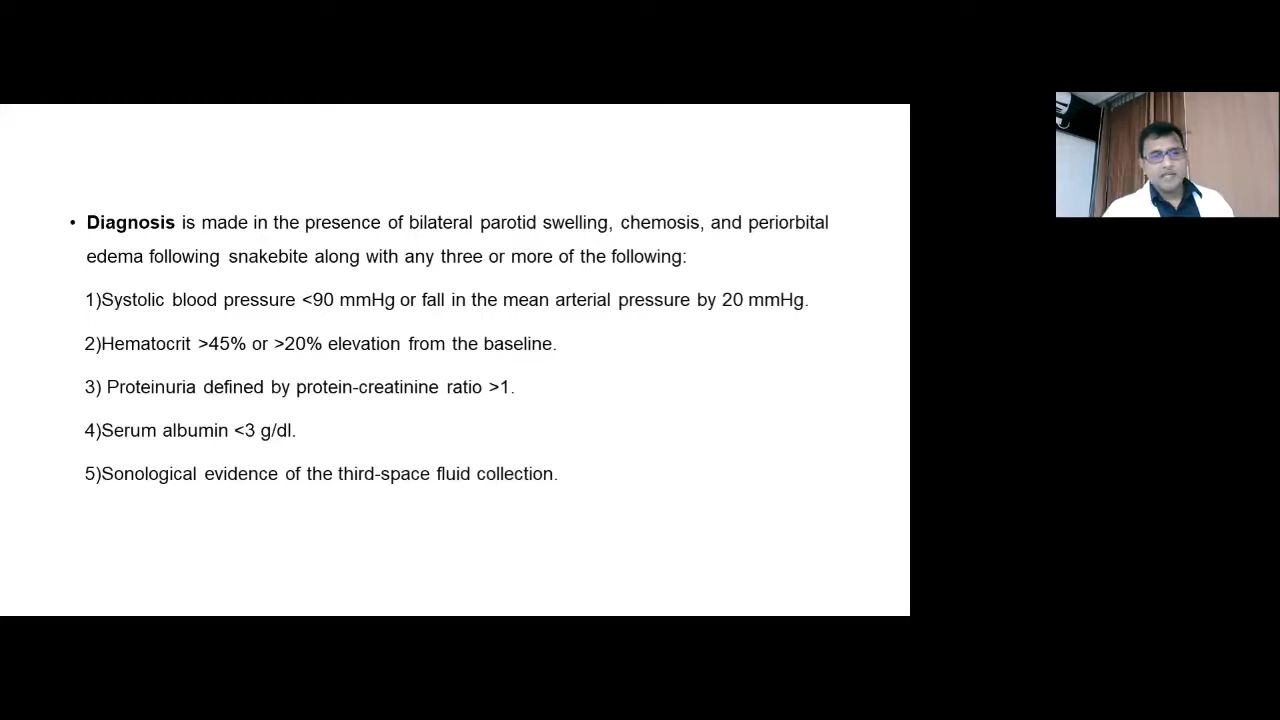 • Diagnosis is made in the presence of bilateral parotid swelling, chemosis, and periorbital
edema following snakebite along with any three or more of the following:
1)Systolic blood pressure <90 mmHg or fall in the mean arterial pressure by 20 mmHg.
2)Hematocrit >45% or >20% elevation from the baseline.
3) Proteinuria defined by protein-creatinine ratio >1.
4)Serum albumin <3 g/dl.
5)Sonological evidence of the third-space fluid collection.